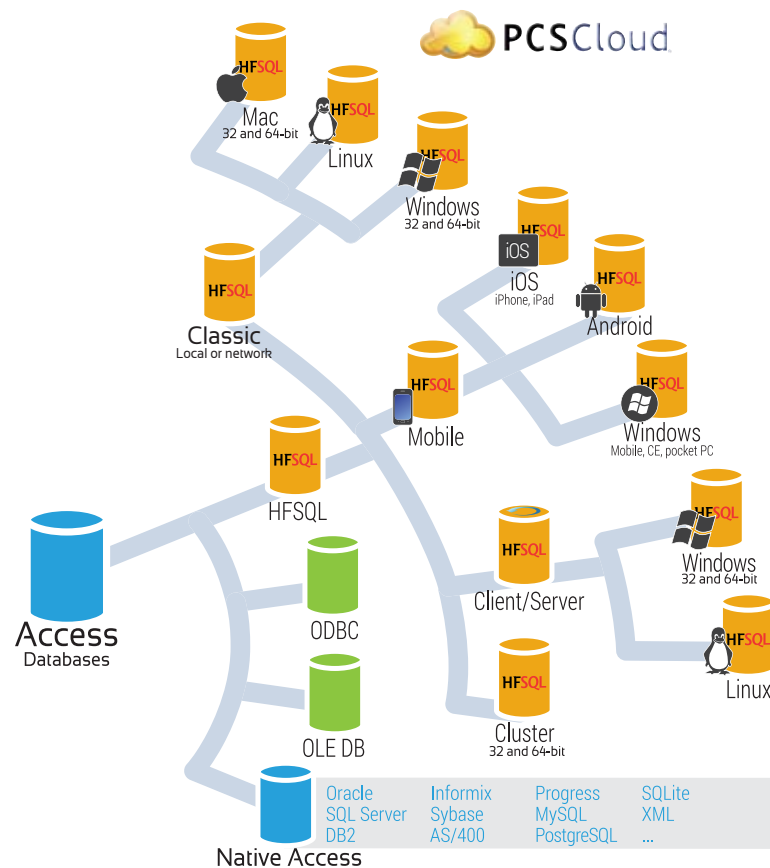 PCSCloud
HFSQL
Mac
32 and 64-bit
HFSQL
Linux
HFSQL
Windows
32 and 64-bit
HFSQL
iOS
iOS
iPhone, iPad
HFSQL
Android
HFSQL
Classic
Local or network
HFSQL
Mobile
HFSQL
Windows
Mobile, CE, pocket PC
HFSQL
HFSQL
HFSQL
Windows
32 and 64-bit
HFSQL
Client/Server
Access
Databases
ODBC
HFSQL
Linux
HFSQL
Cluster
32 and 64-bit
OLE DB
Oracle Informix Progress SQLite
SQL Server Sybase MySQL XML
DB2 AS/400 PostgreSQL ...
Native Access